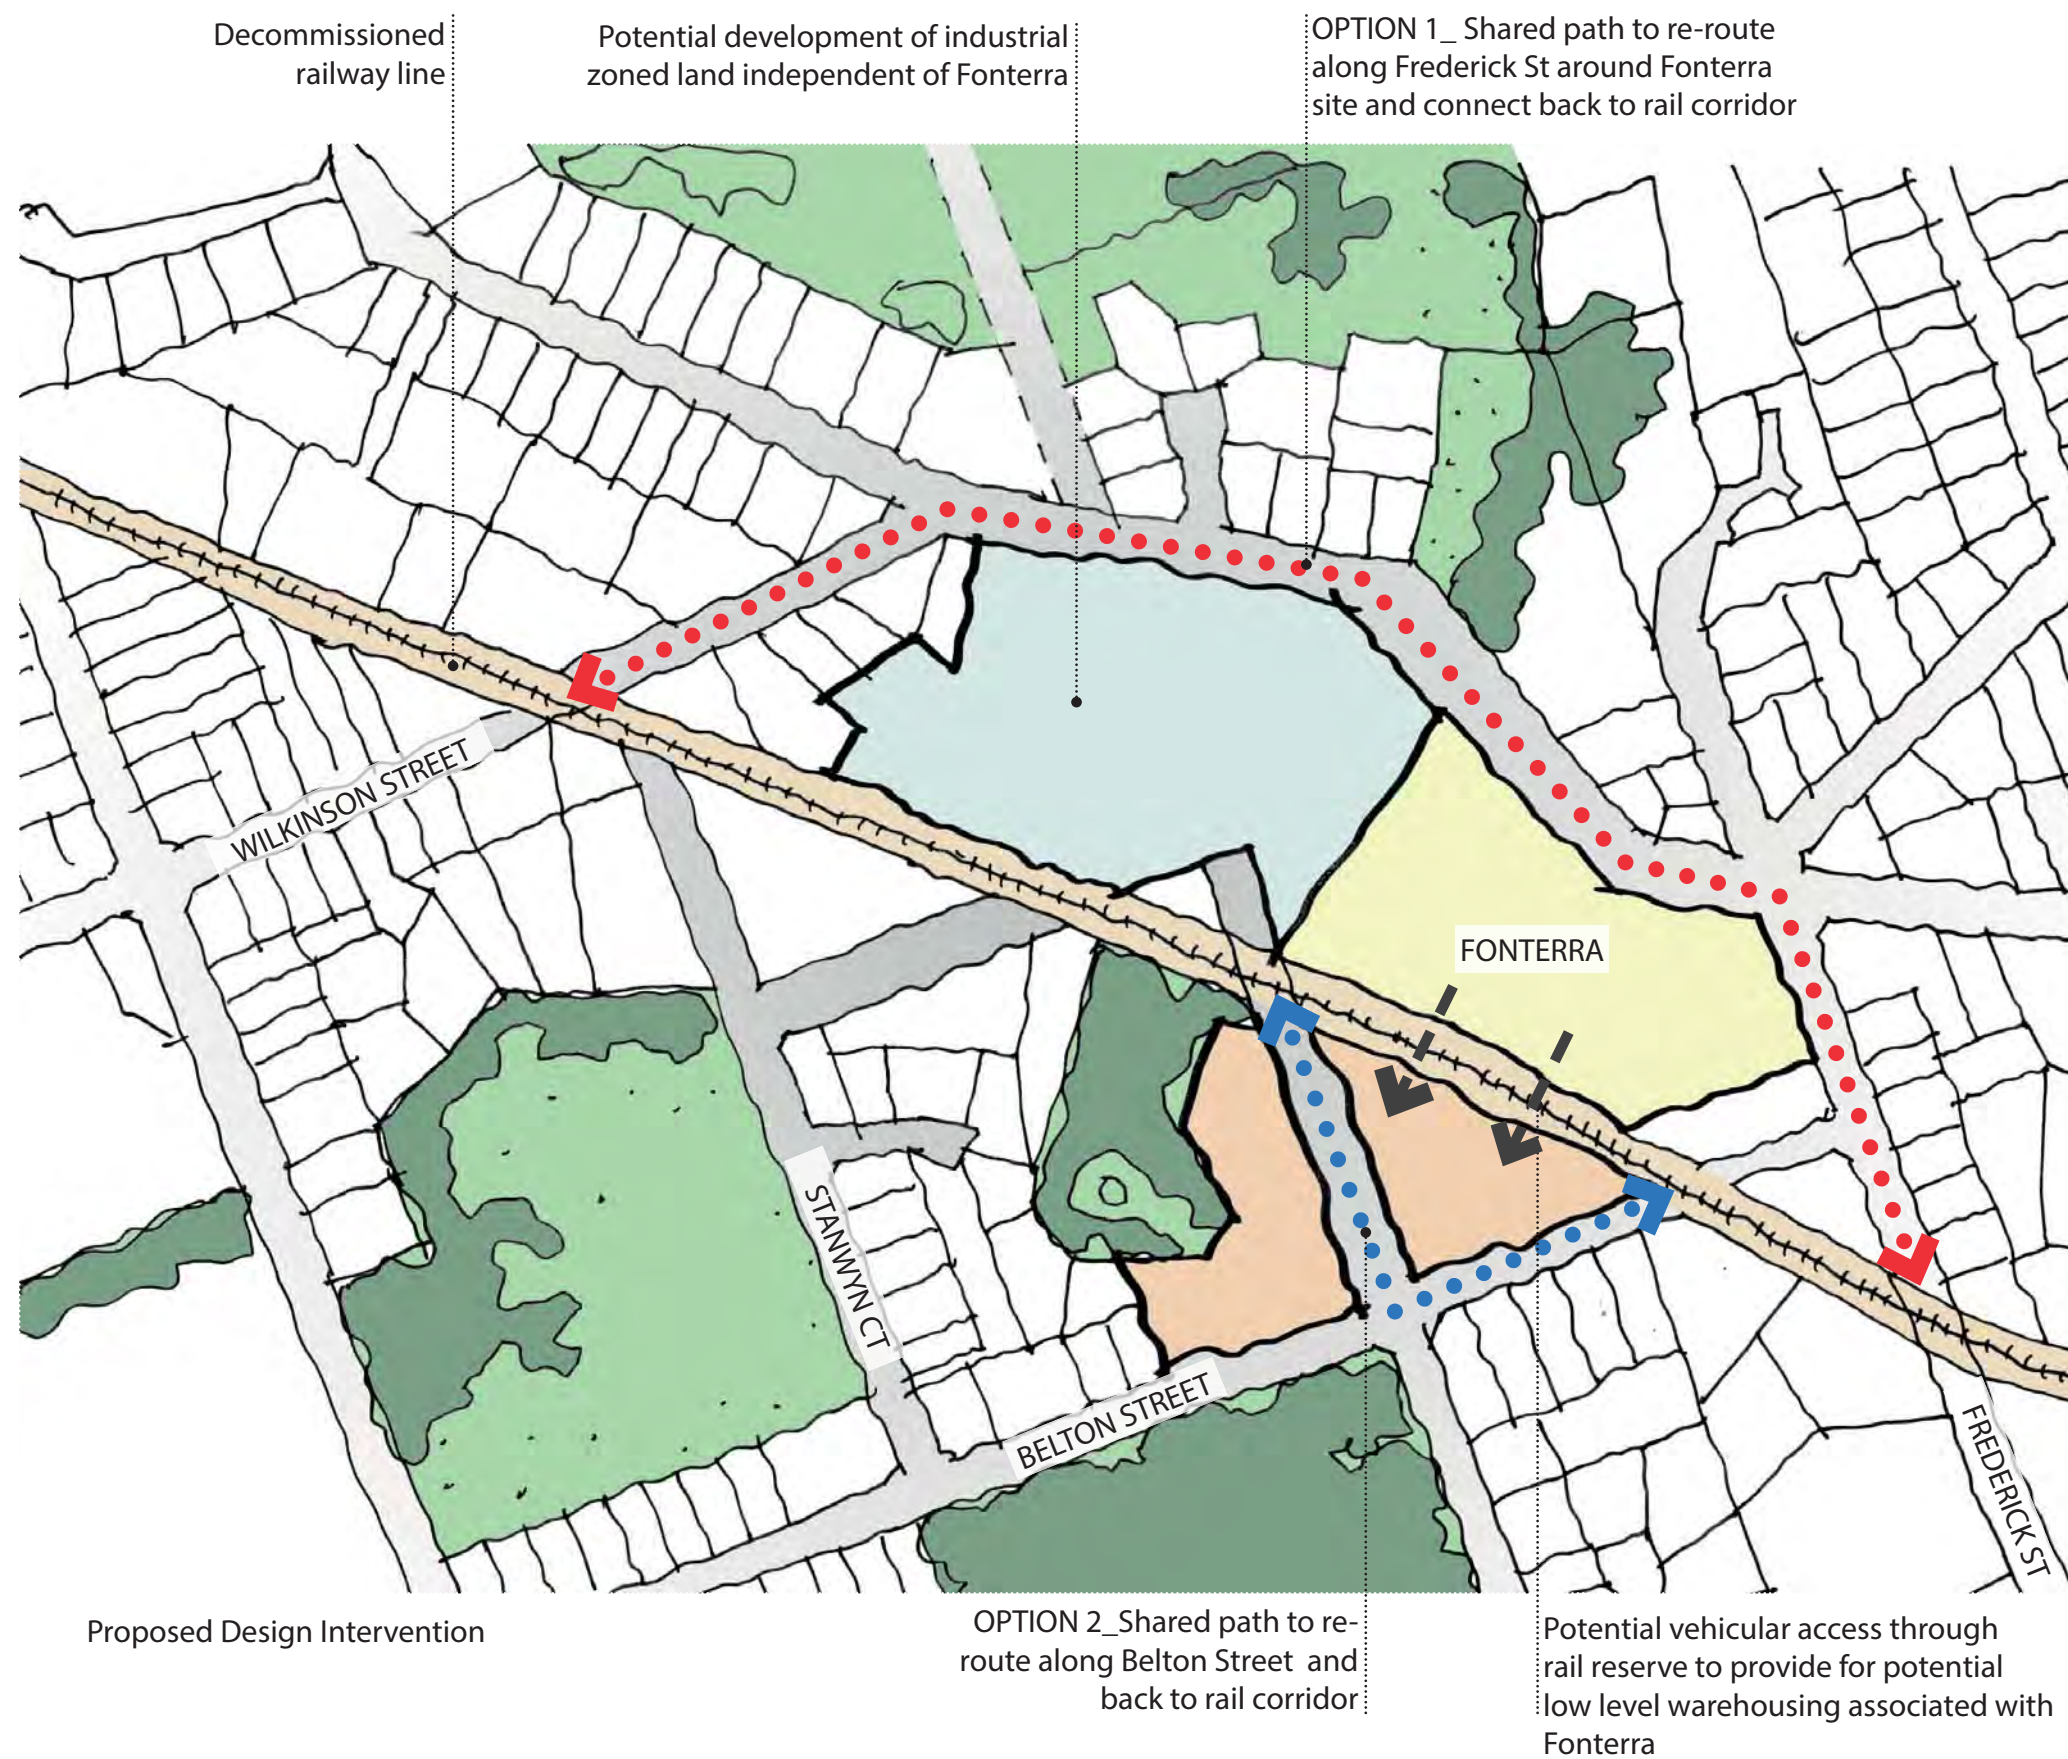 Decommissioned
railway line
Potential development of industrial
zoned land independent of Fonterra
OPTION 1_ Shared path to re-route
along Frederick St around Fonterra
site and connect back to rail corridor
WILKINSON STREET
FONTERRA
STANWYN CT
BELTON STREET
FREDERICK ST
Proposed Design Intervention
OPTION 2_Shared path to re-
route along Belton Street and
back to rail corridor
Potential vehicular access through
rail reserve to provide for potential
low level warehousing associated with
Fonterra